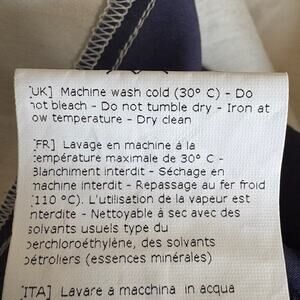 [UK] Machine wash cold (30° C) - Do
not bleach - Do not tumble dry - Iron at
low temperature - Dry clean
[FR] Lavage en machine à la
température maximale de 30° -
Blanchiment interdit - Séchage en
machine interdit - Repassage au fer froid
(110 °C). L'utilisation de la vapeur est
interdite - Nettoyable à sec avec des
solvants usuels type du
perchloroéthylène, des solvants
pétroliers (essences minérales)
[ITA] Lavare a macchina in acqua